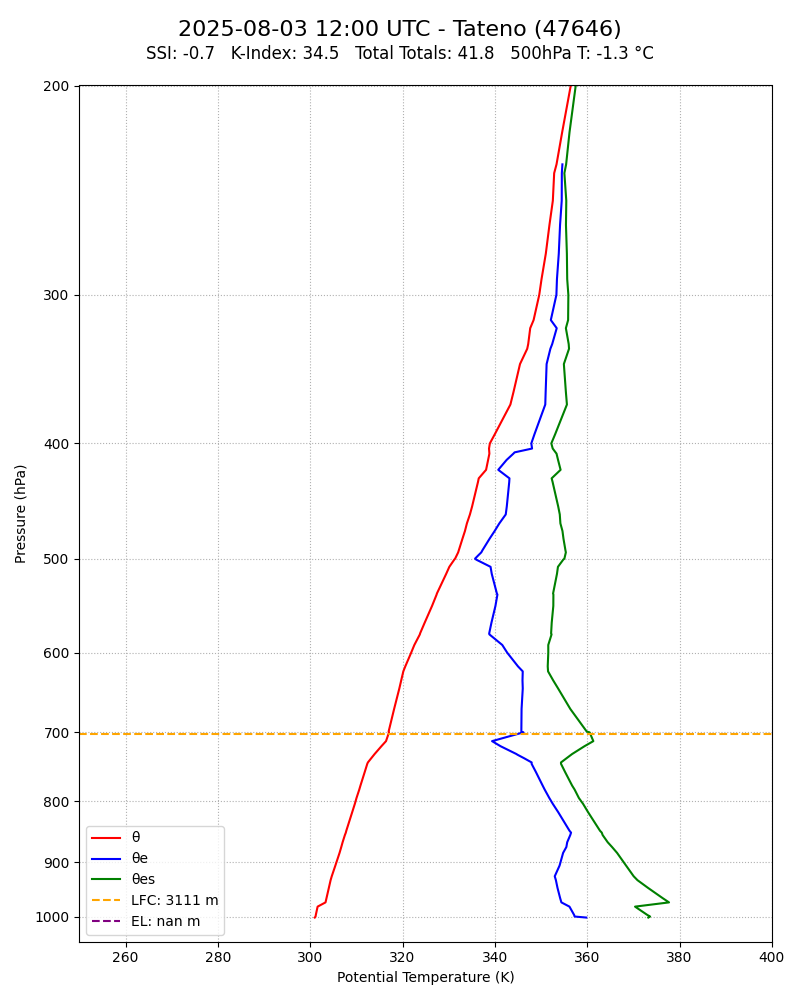 2025-08-03 12:00 UTC - Tateno (47646)
SSI: -0.7   K-Index: 34.5   Total Totals: 41.8   500hPa T: -1.3 °C
Pressure (hPa)
200
300
400
500
600
700
800
900
1000
θ
θe
θes
LFC: 3111 m
EL: nan m
260 280 300 320 340 360 380 400
Potential Temperature (K)